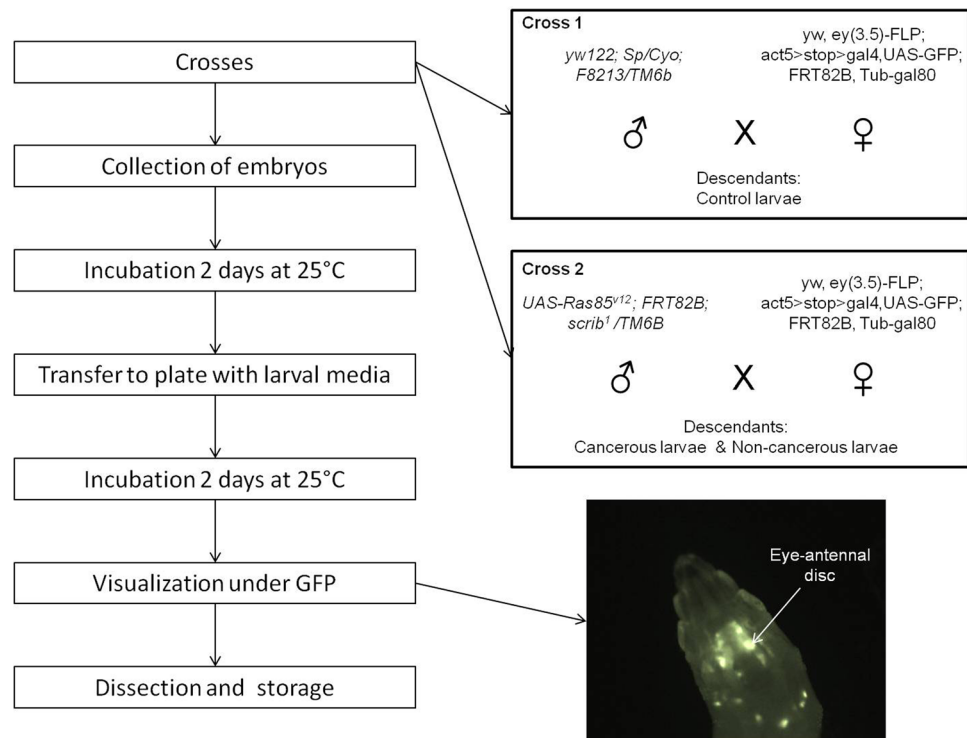 Crosses
Collection of embryos
Incubation 2 days at 25°C
Transfer to plate with larval media
Incubation 2 days at 25°C
Visualization under GFP
Dissection and storage
Cross 1
yw122; Sp/Cyo;
F8213/TM6b
yw, ey(3.5)-FLP;
act5>stop>gal4,UAS-GFP;
FRT82B, Tub-gal80
♂ X ♀
Descendants:
Control larvae
Cross 2
UAS-Ras85ᵛ¹²; FRT82B;
scrib¹ /TM6B
yw, ey(3.5)-FLP;
act5>stop>gal4,UAS-GFP;
FRT82B, Tub-gal80
♂ X ♀
Descendants:
Cancerous larvae & Non-cancerous larvae
Eye-antennal
disc